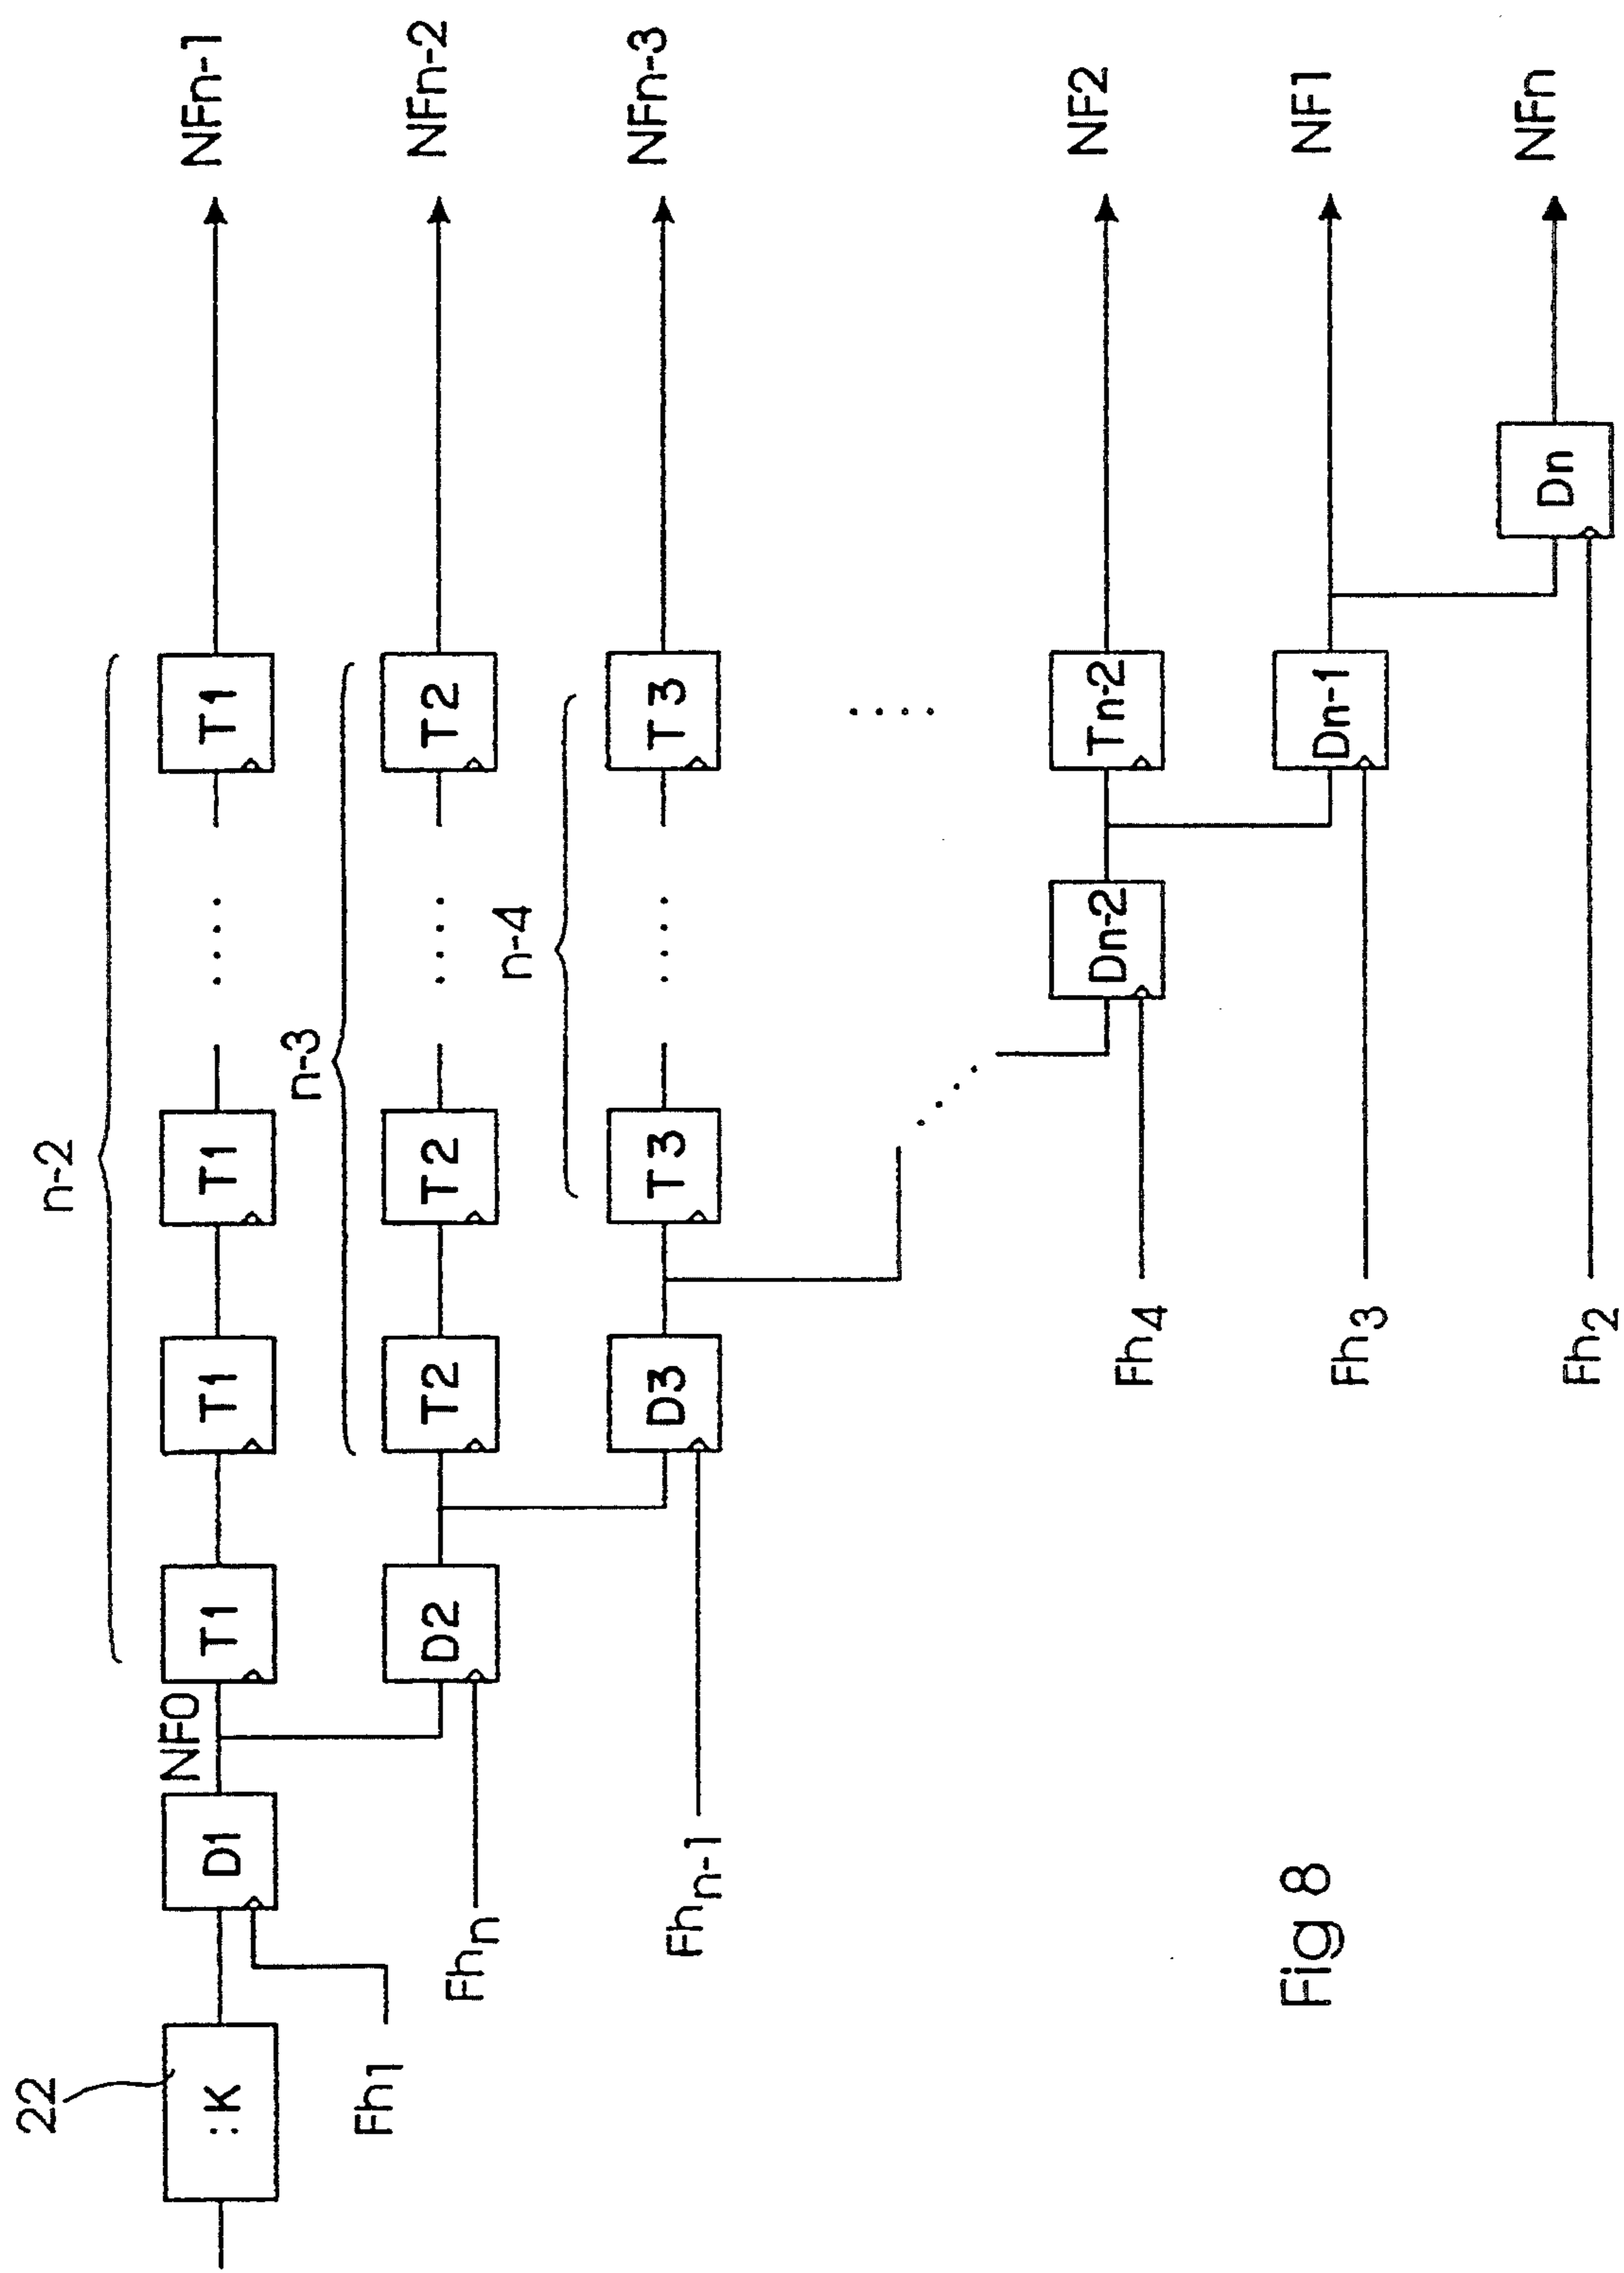 22
:K
Fh1
D1
NF0
T1
T1
T1
T1
n-2
NFn-1
Fhn
D2
T2
T2
T2
n-3
NFn-2
Fhn-1
D3
T3
T3
n-4
NFn-3
Fh4
Dn-2
Tn-2
NF2
Fh3
Dn-1
NF1
Fh2
Dn
NFn
Fig 8